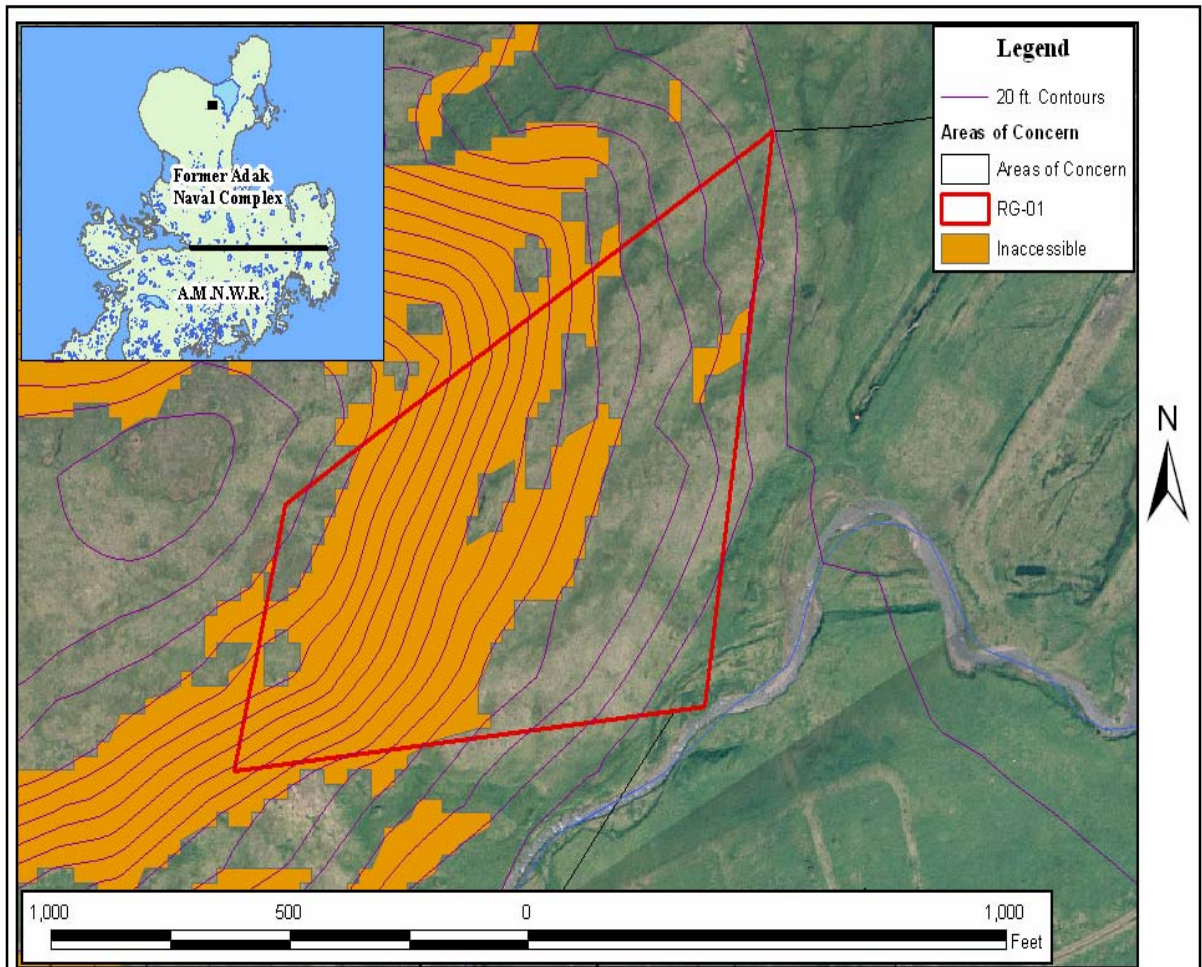 Former Adak
Naval Complex
A.M.N.W.R.
Legend
20 ft. Contours
Areas of Concern
Areas of Concern
RG-01
Inaccessible
N
1,000 500 0 1,000
Feet